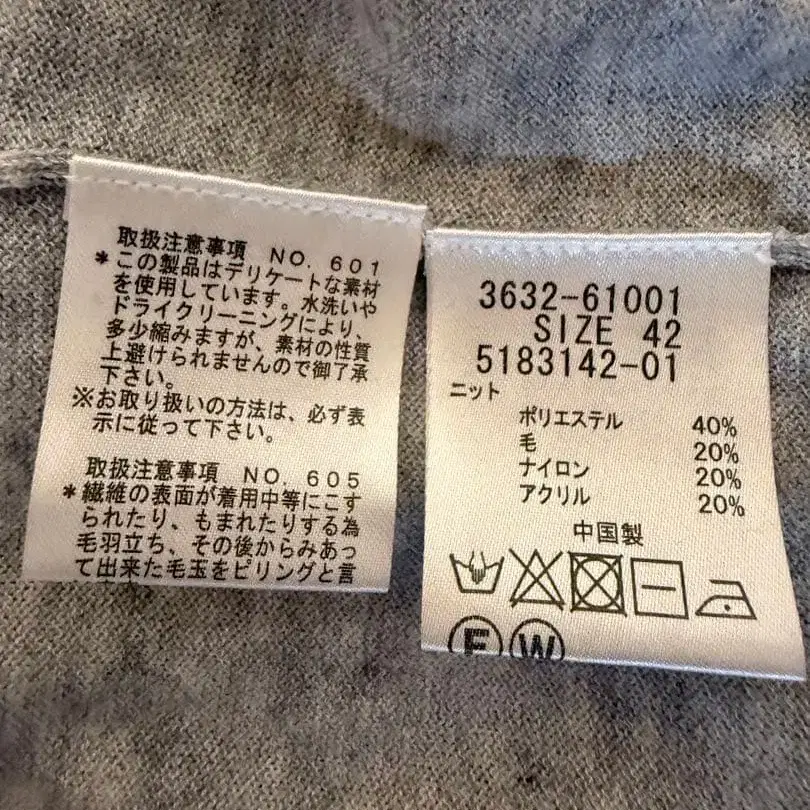 取扱注意事項 NO. 601
*この製品はデリケートな素材
を使用しています。水洗いや
ドライクリーニングにより、
多少縮みますが、素材の性質
上避けられませんので御了承
下さい。
※お取り扱いの方法は、必ず表
示に従って下さい。
取扱注意事項 NO. 605
*繊維の表面が着用中等にこす
られたり、もまれたりする為
毛羽立ち、その後からみあっ
て出来た毛玉をピリングと言
3632-61001
SIZE 42
5183142-01
ニット
ポリエステル 40%
毛 20%
ナイロン 20%
アクリル 20%
中国製
F W